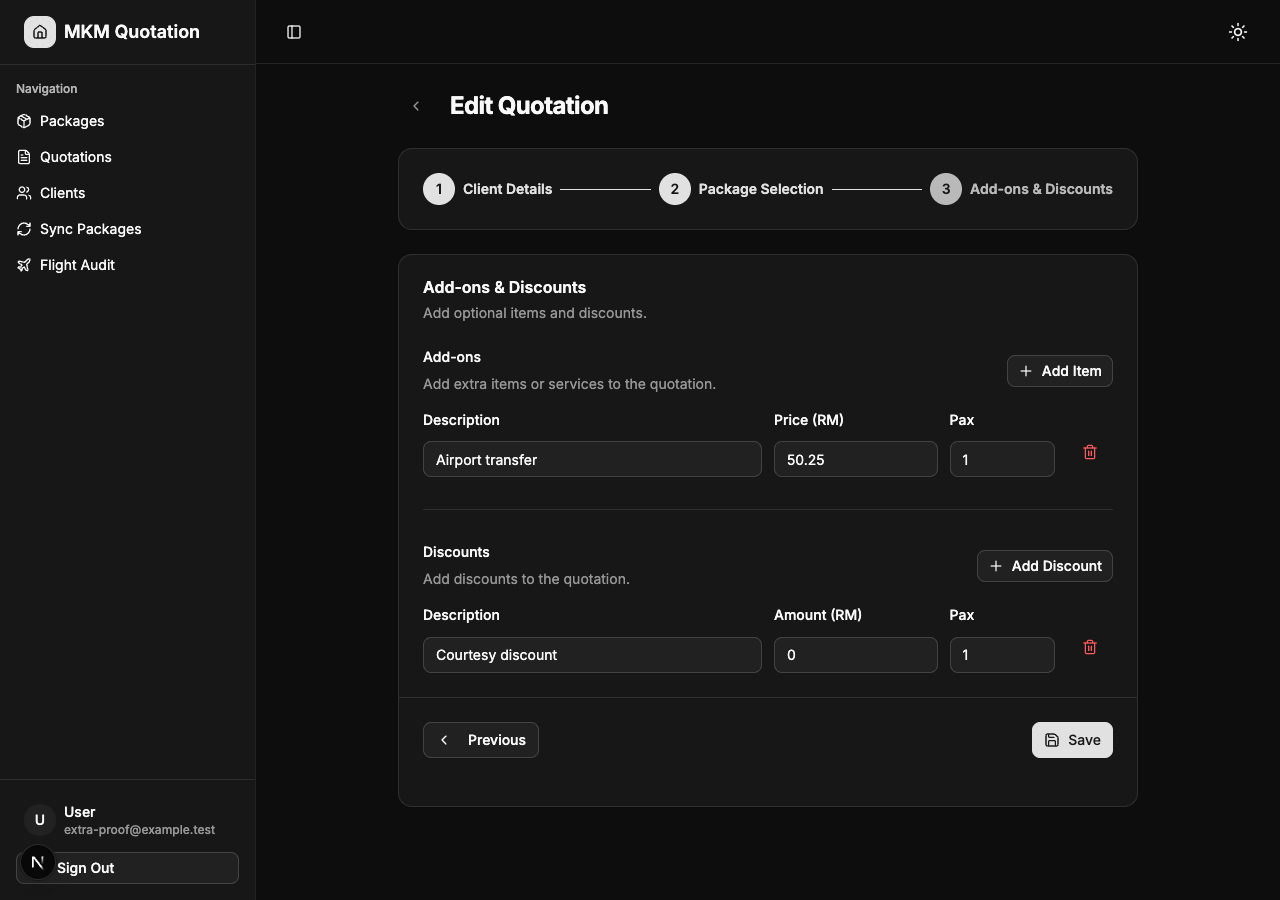 MKM Quotation
Navigation
Packages
Quotations
Clients
Sync Packages
Flight Audit
Edit Quotation
1 Client Details 2 Package Selection 3 Add-ons & Discounts
Add-ons & Discounts
Add optional items and discounts.
Add-ons
Add extra items or services to the quotation.
Add Item
Description Price (RM) Pax
Airport transfer 50.25 1
Discounts
Add discounts to the quotation.
Add Discount
Description Amount (RM) Pax
Courtesy discount 0 1
Previous Save
U User
extra-proof@example.test
N Sign Out